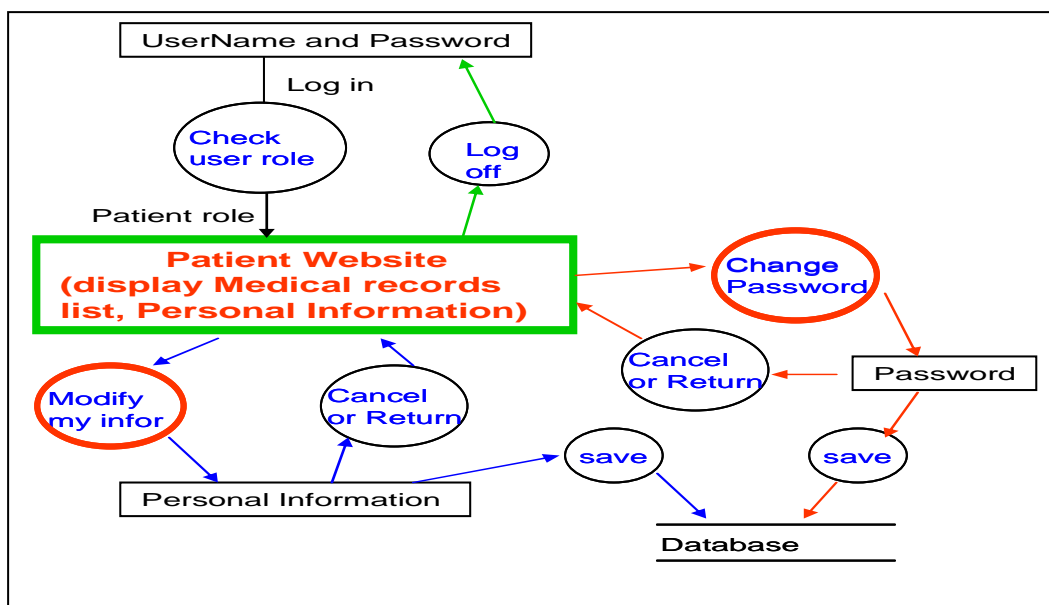 UserName and Password
Log in
Check
user role
Log
off
Patient role
Patient Website
(display Medical records
list, Personal Information)
Change
Password
Cancel
or Return
Password
Modify
my infor
Cancel
or Return
save
save
Personal Information
Database